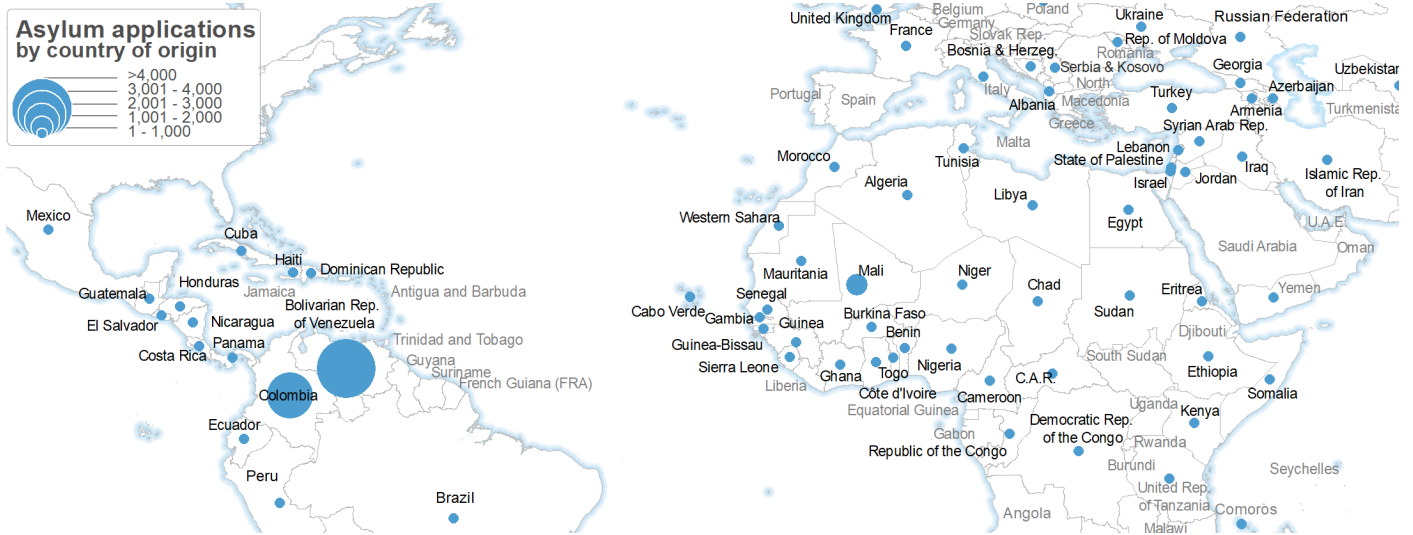 Asylum applications
by country of origin
>4,000
3,001 - 4,000
2,001 - 3,000
1,001 - 2,000
1 - 1,000
United Kingdom
France
Belgium
Germany
Poland
Slovak Rep.
Ukraine
Russian Federation
Rep. of Moldova
Bosnia & Herzeg.
Romania
Serbia & Kosovo
Georgia
Uzbekistan
Portugal
Spain
Italy
North
Macedonia
Albania
Greece
Turkey
Azerbaijan
Armenia
Turkmenista
Malta
Syrian Arab Rep.
Morocco
Tunisia
Lebanon
State of Palestine
Israel
Jordan
Iraq
Islamic Rep.
of Iran
Algeria
Libya
Egypt
Western Sahara
U.A.E.
Saudi Arabia
Oman
Mexico
Cuba
Haiti
Dominican Republic
Guatemala
Honduras
Jamaica
Antigua and Barbuda
El Salvador
Nicaragua
Bolivarian Rep.
of Venezuela
Costa Rica
Panama
Trinidad and Tobago
Guyana
Suriname
French Guiana (FRA)
Colombia
Ecuador
Peru
Brazil
Mauritania
Mali
Niger
Chad
Sudan
Eritrea
Yemen
Cabo Verde
Senegal
Gambia
Guinea
Burkina Faso
Guinea-Bissau
Benin
Djibouti
Sierra Leone
Liberia
Ghana
Togo
Nigeria
C.A.R.
South Sudan
Ethiopia
Côte d'Ivoire
Cameroon
Somalia
Equatorial Guinea
Gabon
Republic of the Congo
Democratic Rep.
of the Congo
Uganda
Kenya
Rwanda
Burundi
United Rep.
of Tanzania
Seychelles
Angola
Comoros
Malawi